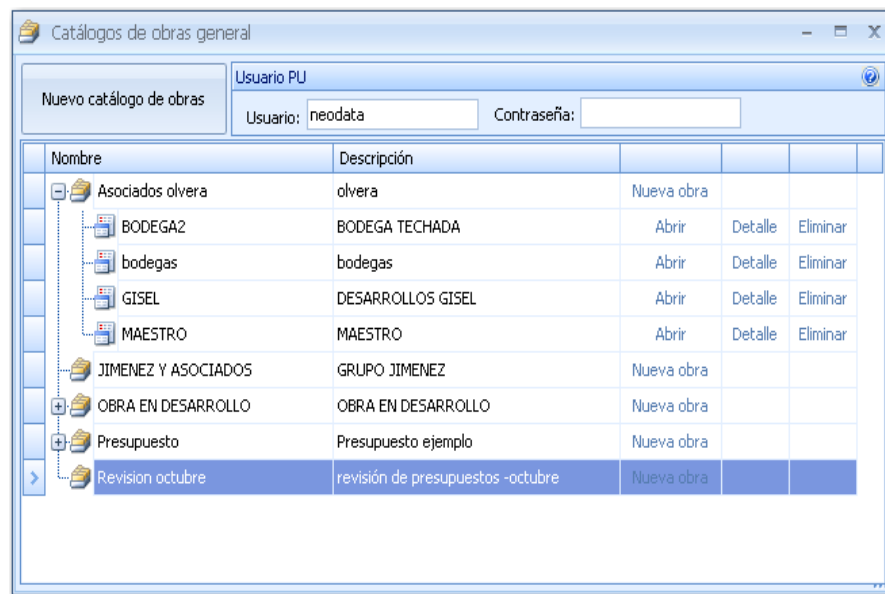 Catálogos de obras general
Nuevo catálogo de obras
Usuario PU
Usuario: neodata Contraseña:
Nombre Descripción
Asociados olvera olvera Nueva obra
BODEGA2 BODEGA TECHADA Abrir Detalle Eliminar
bodegas bodegas Abrir Detalle Eliminar
GISEL DESARROLLOS GISEL Abrir Detalle Eliminar
MAESTRO MAESTRO Abrir Detalle Eliminar
JIMENEZ Y ASOCIADOS GRUPO JIMENEZ Nueva obra
OBRA EN DESARROLLO OBRA EN DESARROLLO Nueva obra
Presupuesto Presupuesto ejemplo Nueva obra
Revision octubre revisión de presupuestos -octubre Nueva obra